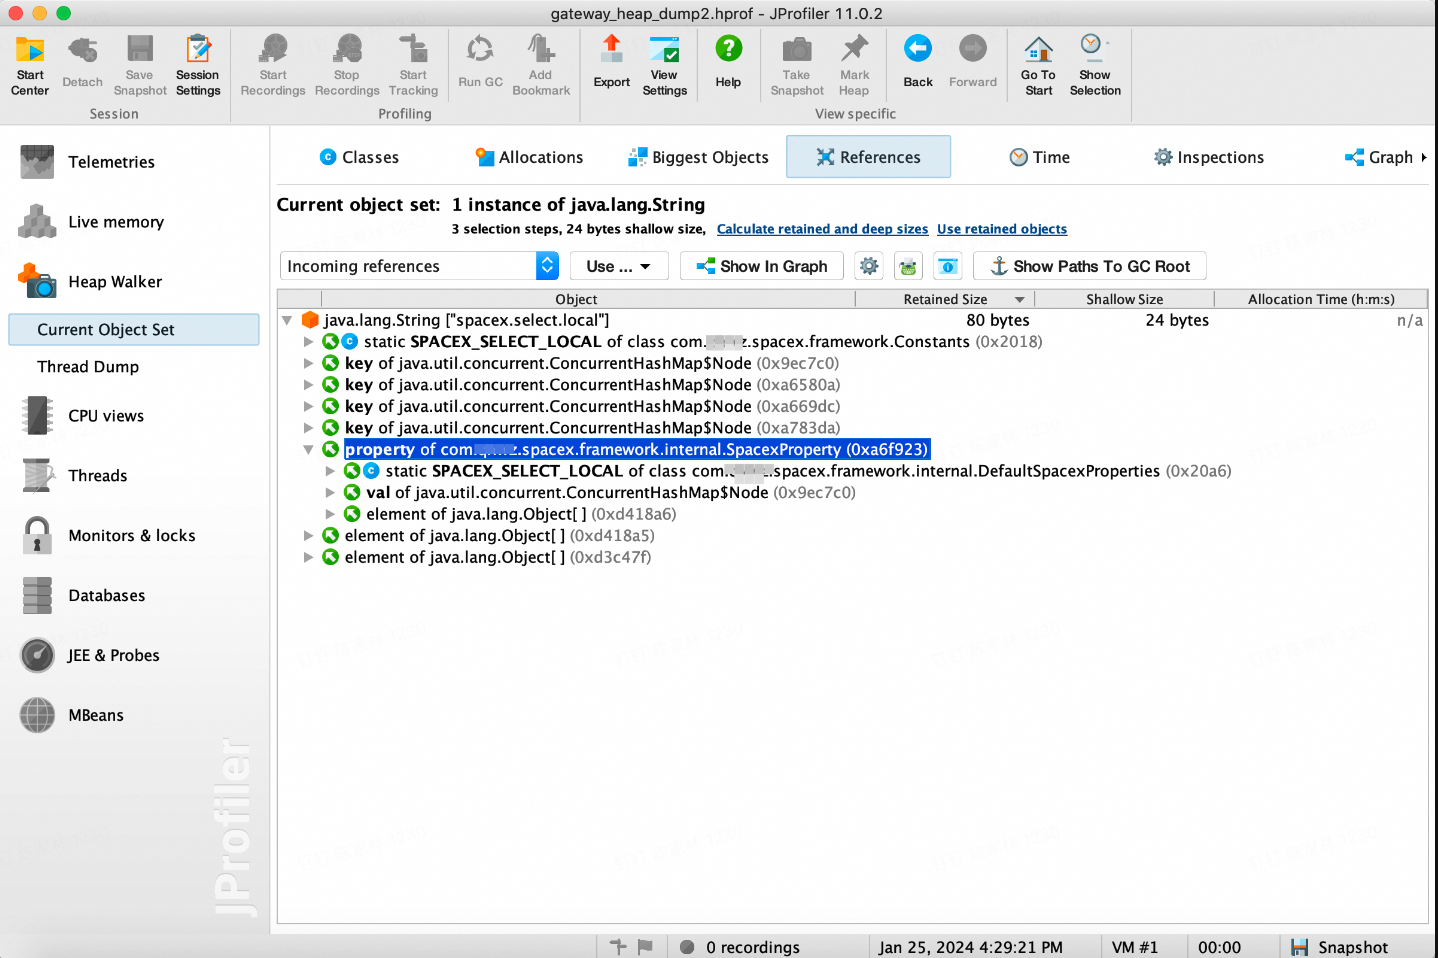 gateway_heap_dump2.hprof - JProfiler 11.0.2
Start Center
Detach
Save Snapshot
Session Settings
Start Recordings
Stop Recordings
Start Tracking
Run GC
Add Bookmark
Export
View Settings
Help
Take Snapshot
Mark Heap
Back
Forward
Go To Start
Show Selection
Session
Profiling
View specific
Telemetries
Live memory
Heap Walker
Current Object Set
Thread Dump
CPU views
Threads
Monitors & locks
Databases
JEE & Probes
MBeans
JProfiler
Classes
Allocations
Biggest Objects
References
Time
Inspections
Graph
Current object set: 1 instance of java.lang.String
3 selection steps, 24 bytes shallow size, Calculate retained and deep sizes Use retained objects
Incoming references
Use ...
Show In Graph
Show Paths To GC Root
Object Retained Size Shallow Size Allocation Time (h:m:s)
java.lang.String ["spacex.select.local"] 80 bytes 24 bytes n/a
static SPACEX_SELECT_LOCAL of class com. .spacex.framework.Constants (0x2018)
key of java.util.concurrent.ConcurrentHashMap$Node (0x9ec7c0)
key of java.util.concurrent.ConcurrentHashMap$Node (0xa6580a)
key of java.util.concurrent.ConcurrentHashMap$Node (0xa669dc)
key of java.util.concurrent.ConcurrentHashMap$Node (0xa783da)
property of com. .spacex.framework.internal.SpacexProperty (0xa6f923)
static SPACEX_SELECT_LOCAL of class com. .spacex.framework.internal.DefaultSpacexProperties (0x20a6)
val of java.util.concurrent.ConcurrentHashMap$Node (0x9ec7c0)
element of java.lang.Object[ ] (0xd418a6)
element of java.lang.Object[ ] (0xd418a5)
element of java.lang.Object[ ] (0xd3c47f)
0 recordings
Jan 25, 2024 4:29:21 PM
VM #1
00:00
Snapshot